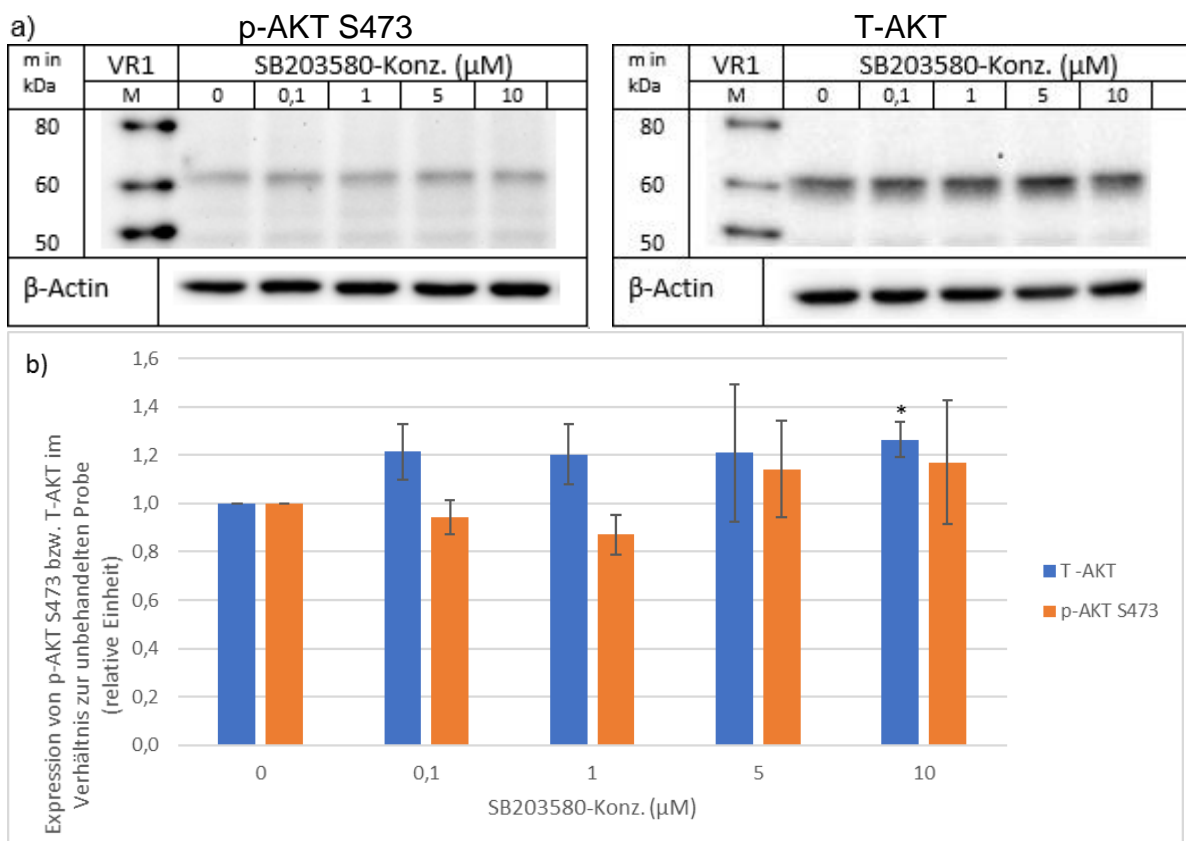 a)
p-AKT S473
T-AKT
m in kDa VR1 SB203580-Konz. (µM)
M 0 0,1 1 5 10
80
60
50
β-Actin
m in kDa VR1 SB203580-Konz. (µM)
M 0 0,1 1 5 10
80
60
50
β-Actin
b)
Expression von p-AKT S473 bzw. T-AKT im
Verhältnis zur unbehandelten Probe
(relative Einheit)
1,6
1,4
1,2
1,0
0,8
0,6
0,4
0,2
0,0
*
0 0,1 1 5 10
SB203580-Konz. (µM)
T -AKT
p-AKT S473